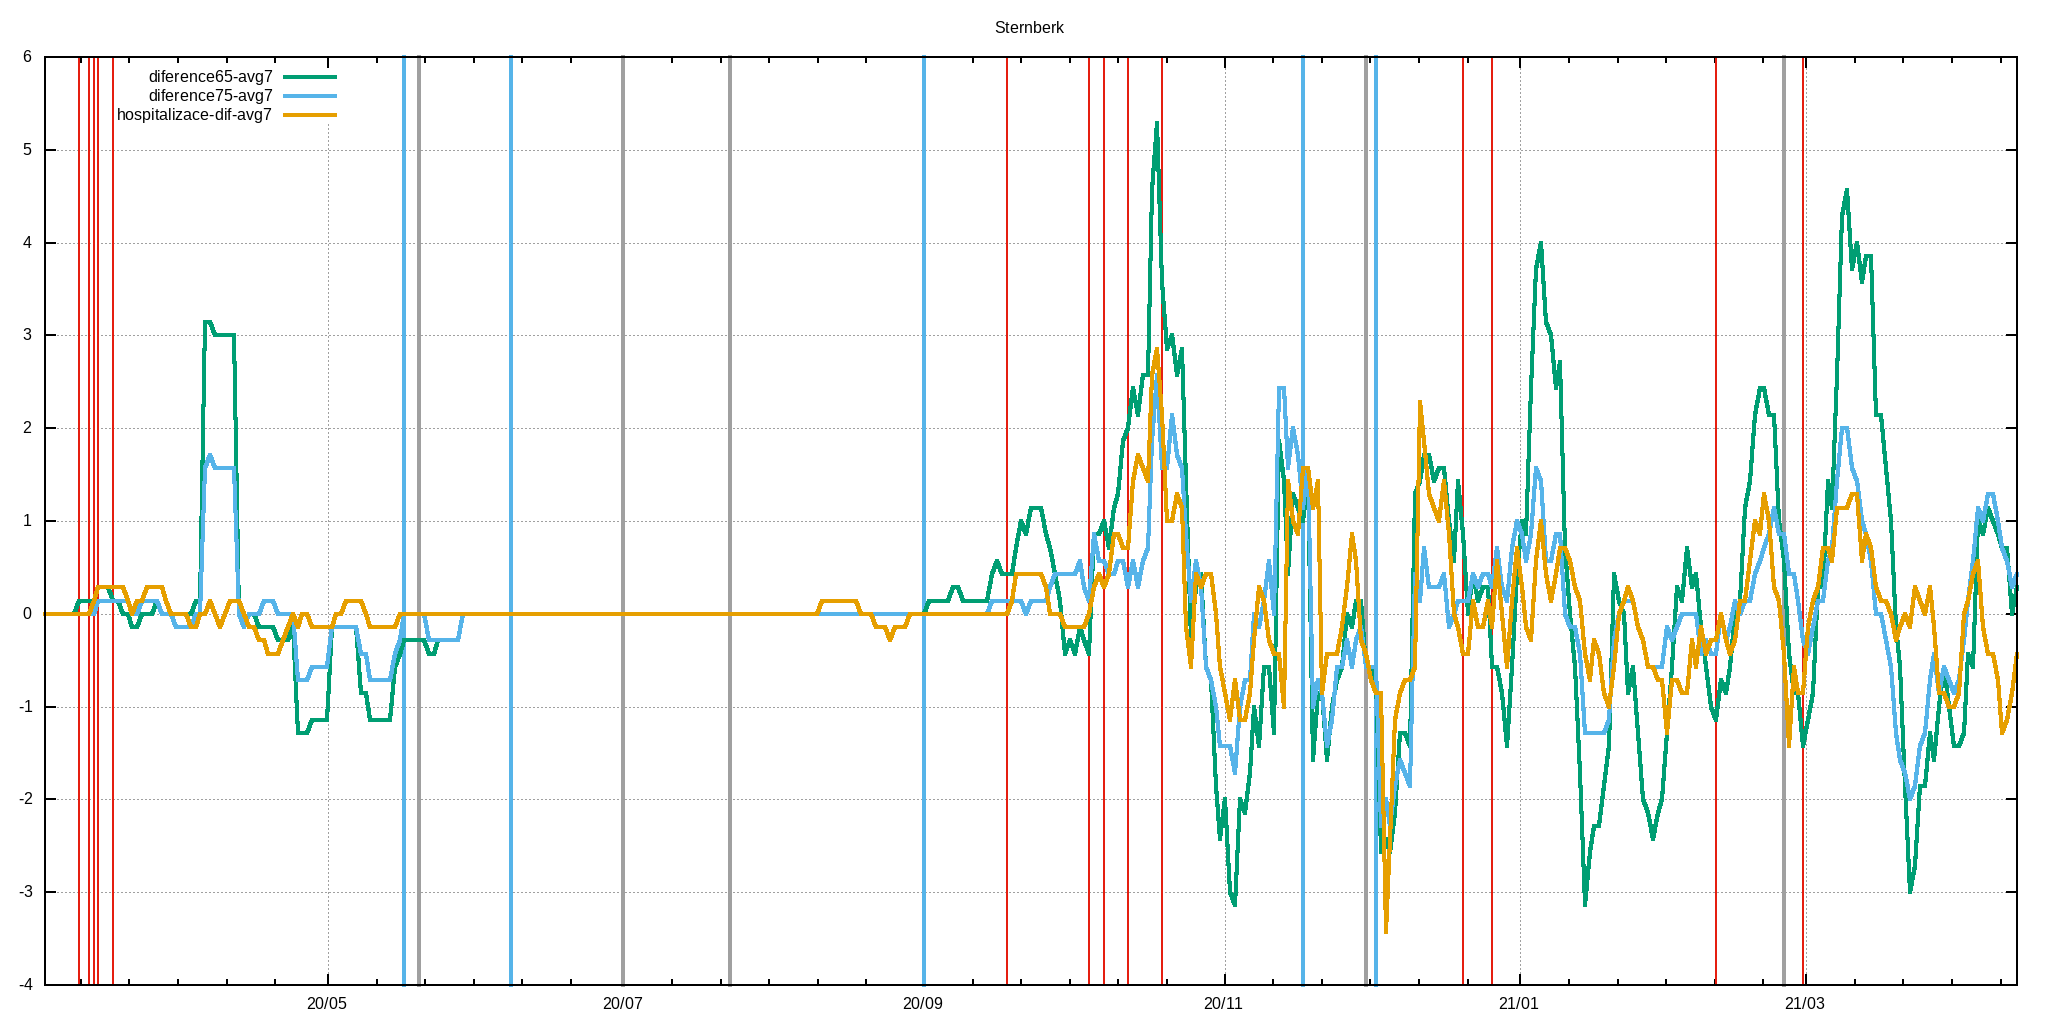 Sternberk
6
diference65-avg7
diference75-avg7
hospitalizace-dif-avg7
5
4
3
2
1
0
-1
-2
-3
-4
20/05 20/07 20/09 20/11 21/01 21/03